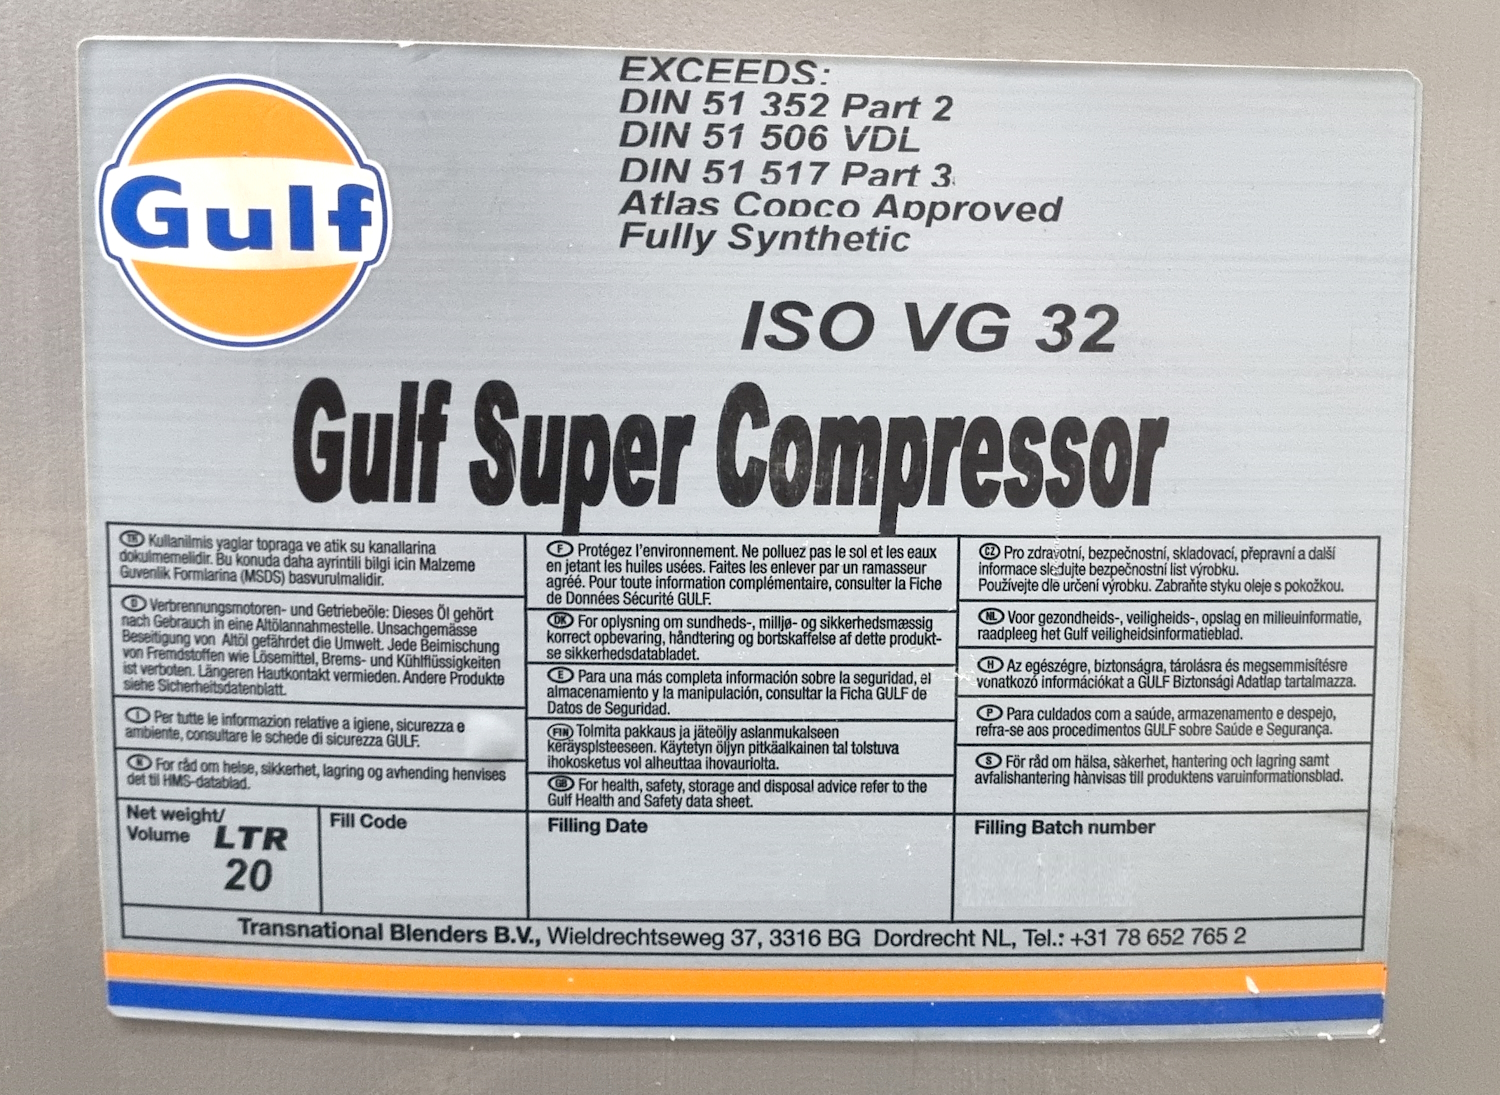 Gulf
EXCEEDS:
DIN 51 352 Part 2
DIN 51 506 VDL
DIN 51 517 Part 3
Atlas Copco Approved
Fully Synthetic
ISO VG 32
Gulf Super Compressor
TR Kullanilmis yaglar topraga ve atik su kanallarina
dokulmemelidir. Bu konuda daha ayrintili bilgi icin Malzeme
Guvenlik Formlarina (MSDS) basvurulmalidir.
D Verbrennungsmotoren- und Getriebeöle: Dieses Öl gehört
nach Gebrauch in eine Altölannahmestelle. Unsachgemässe
Beseitigung von Altöl gefährdet die Umwelt. Jede Beimischung
von Fremdstoffen wie Lösemittel, Brems- und Kühlflüssigkeiten
ist verboten. Längeren Hautkontakt vermieden. Andere Produkte
siehe Sicherheitsdatenblatt.
I Per tutte le informazion relative a igiene, sicurezza e
ambiente, consultare le schede di sicurezza GULF.
N For råd om helse, sikkerhet, lagring og avhending henvises
det til HMS-datablad.
F Protégez l'environnement. Ne polluez pas le sol et les eaux
en jetant les huiles usées. Faites les enlever par un ramasseur
agréé. Pour toute information complémentaire, consulter la Fiche
de Données Sécurité GULF.
DK For oplysning om sundheds-, milljø- og sikkerhedsmæssig
korrect opbevaring, håndtering og bortskaffelse af dette produkt-
se sikkerhedsdatabladet.
E Para una más completa información sobre la seguridad, el
almacenamiento y la manipulación, consultar la Ficha GULF de
Datos de Seguridad.
FIN Tolmita pakkaus ja jäteöljy aslanmukalseen
keräysplsteeseen. Käytetyn öljyn pitkäalkainen tal tolstuva
ihokosketus vol alheuttaa ihovauriolta.
GB For health, safety, storage and disposal advice refer to the
Gulf Health and Safety data sheet.
CZ Pro zdravotní, bezpečnostní, skladovací, přepravní a další
informace sledujte bezpečnostní list výrobku.
Používejte dle určení výrobku. Zabraňte styku oleje s pokožkou.
NL Voor gezondheids-, veiligheids-, opslag en milieuinformatie,
raadpleeg het Gulf veiligheidsinformatieblad.
H Az egészégre, biztonságra, tárolásra és megsemmisítésre
vonatkozó információkat a GULF Biztonsági Adatlap tartalmazza.
P Para culdados com a saúde, armazenamento e despejo,
refra-se aos procedimentos GULF sobre Saúde e Segurança.
S För råd om hälsa, säkerhet, hantering och lagring samt
avfalishantering hànvisas till produktens varuinformationsblad.
Net weight/
Volume LTR
20
Fill Code
Filling Date
Filling Batch number
Transnational Blenders B.V., Wieldrechtseweg 37, 3316 BG Dordrecht NL, Tel.: +31 78 652 765 2